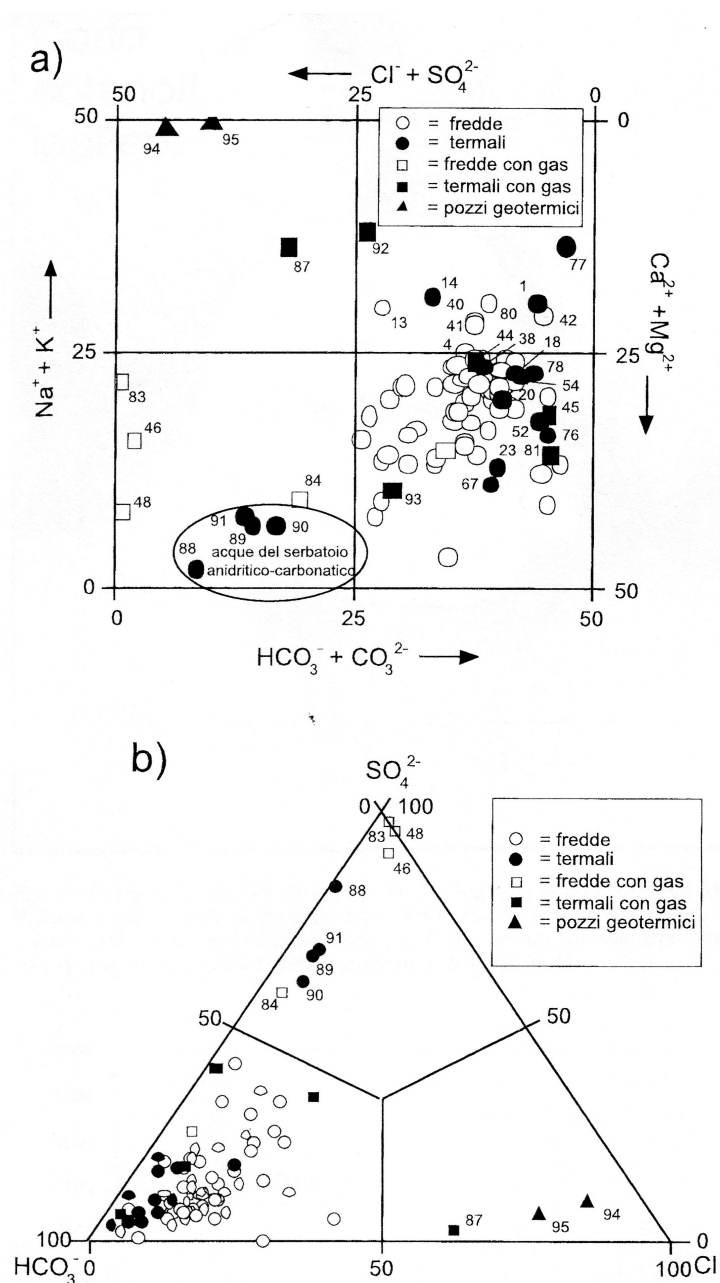 a)
Cl⁻ + SO₄²⁻
50 25 0
50 0
= fredde
= termali
= fredde con gas
= termali con gas
= pozzi geotermici
94 95
87 92 77
14 1
40 80
13 41 42
Na⁺ + K⁺
Ca²⁺ + Mg²⁺
4 44 38 18
25 25
83 78
54
20 45
46 52 76
23 81
84 67 93
48
91 89 90
88 acque del serbatoio
anidritico-carbonatico
0 50
0 25 50
HCO₃⁻ + CO₃²⁻
b)
SO₄²⁻
0 100
83 48
46
= fredde
= termali
= fredde con gas
= termali con gas
= pozzi geotermici
88
91
89
90
84
50 50
94
95
87
100 0
HCO₃⁻ 0 50 100 Cl